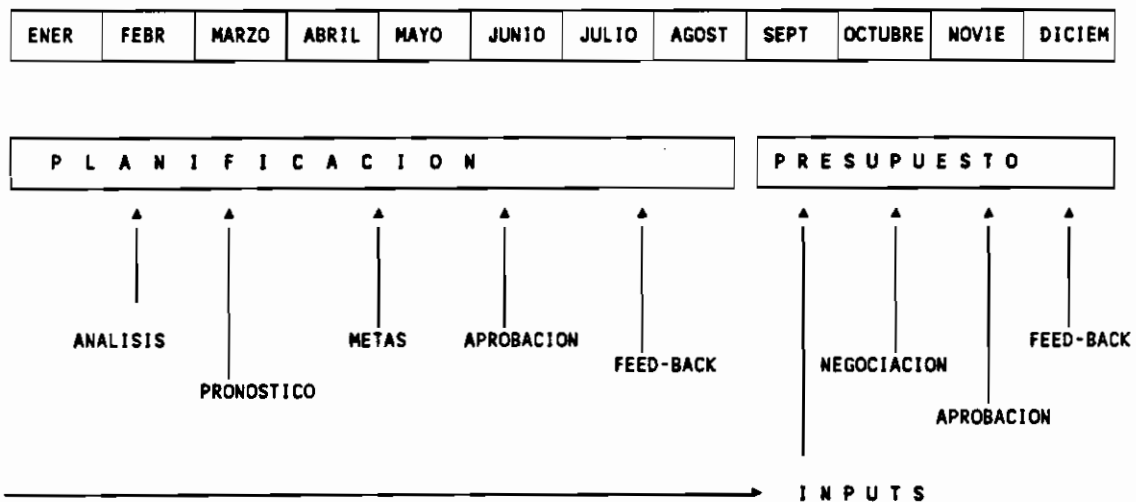 ENER FEBR MARZO ABRIL MAYO JUNIO JULIO AGOST SEPT OCTUBRE NOVIE DICIEM
P L A N I F I C A C I O N P R E S U P U E S T O
ANALISIS METAS APROBACION FEED-BACK
FEED-BACK NEGOCIACION
PRONOSTICO
APROBACION
I N P U T S